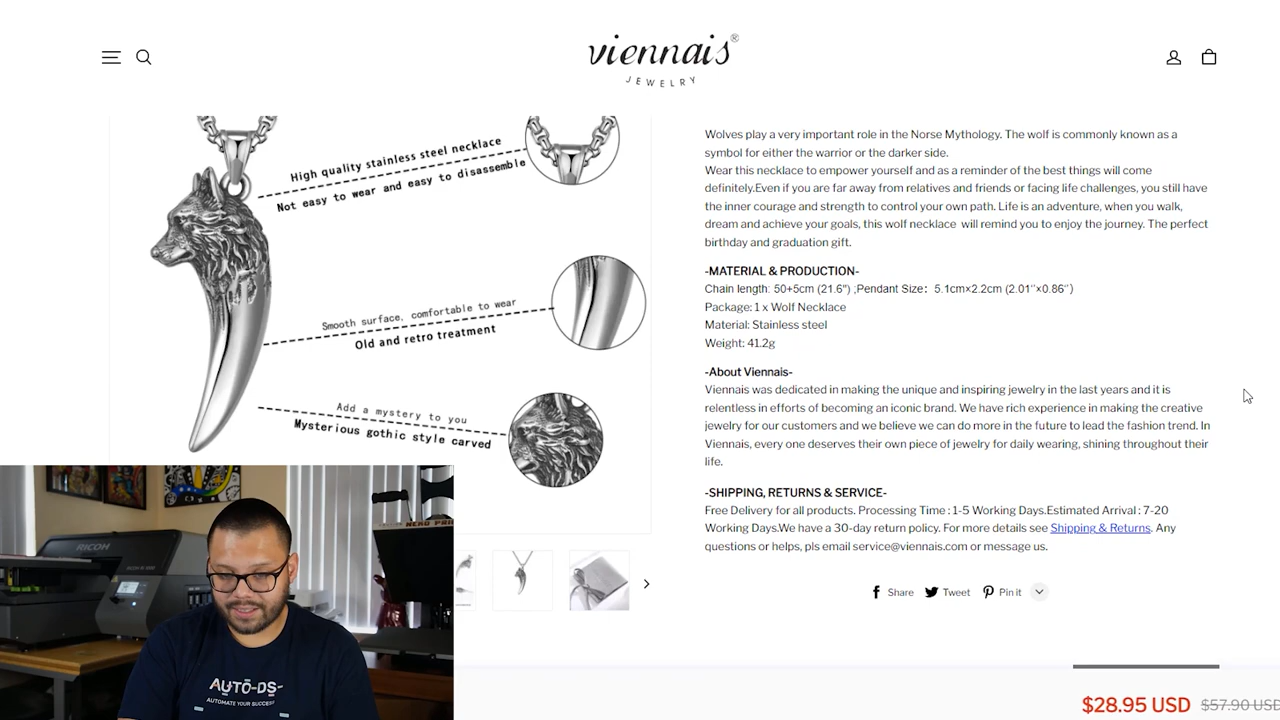 viennais®
JEWELRY
High quality stainless steel necklace
Not easy to wear and easy to disassemble
Smooth surface, comfortable to wear
Old and retro treatment
Add a mystery to you
Mysterious gothic style carved
Wolves play a very important role in the Norse Mythology. The wolf is commonly known as a
symbol for either the warrior or the darker side.
Wear this necklace to empower yourself and as a reminder of the best things will come
definitely.Even if you are far away from relatives and friends or facing life challenges, you still have
the inner courage and strength to control your own path. Life is an adventure, when you walk,
dream and achieve your goals, this wolf necklace will remind you to enjoy the journey. The perfect
birthday and graduation gift.
-MATERIAL & PRODUCTION-
Chain length: 50+5cm (21.6") ;Pendant Size：5.1cm×2.2cm (2.01‘’×0.86‘’)
Package: 1 x Wolf Necklace
Material: Stainless steel
Weight: 41.2g
-About Viennais-
Viennais was dedicated in making the unique and inspiring jewelry in the last years and it is
relentless in efforts of becoming an iconic brand. We have rich experience in making the creative
jewelry for our customers and we believe we can do more in the future to lead the fashion trend. In
Viennais, every one deserves their own piece of jewelry for daily wearing, shining throughout their
life.
-SHIPPING, RETURNS & SERVICE-
Free Delivery for all products. Processing Time : 1-5 Working Days.Estimated Arrival : 7-20
Working Days.We have a 30-day return policy. For more details see Shipping & Returns. Any
questions or helps, pls email service@viennais.com or message us.
Share Tweet Pin it
$28.95 USD $57.90 USD
RICOH
AUTO-DS
AUTOMATE YOUR SUCCESS